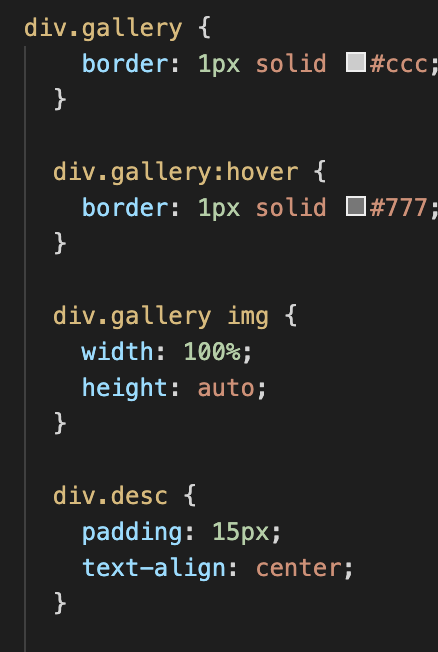 div.gallery {
border: 1px solid #ccc;
}
div.gallery:hover {
border: 1px solid #777;
}
div.gallery img {
width: 100%;
height: auto;
}
div.desc {
padding: 15px;
text-align: center;
}